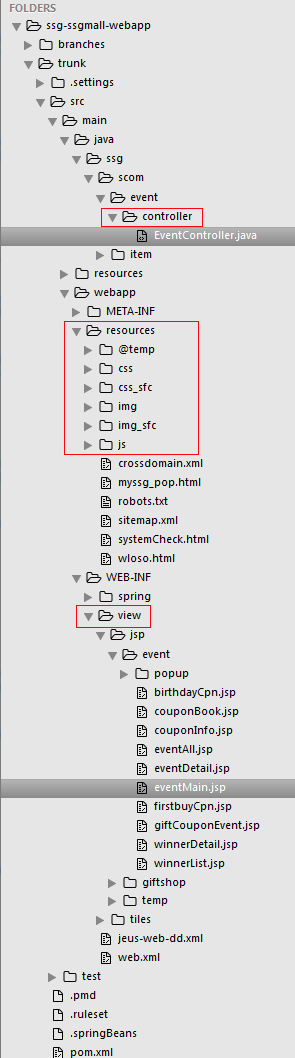 FOLDERS
ssg-ssgmall-webapp
branches
trunk
.settings
src
main
java
ssg
scom
event
controller
EventController.java
item
resources
webapp
META-INF
resources
@temp
css
css_sfc
img
img_sfc
js
crossdomain.xml
myssg_pop.html
robots.txt
sitemap.xml
systemCheck.html
wloso.html
WEB-INF
spring
view
jsp
event
popup
birthdayCpn.jsp
couponBook.jsp
couponInfo.jsp
eventAll.jsp
eventDetail.jsp
eventMain.jsp
firstbuyCpn.jsp
giftCouponEvent.jsp
winnerDetail.jsp
winnerList.jsp
giftshop
temp
tiles
jeus-web-dd.xml
web.xml
test
.pmd
.ruleset
.springBeans
pom.xml